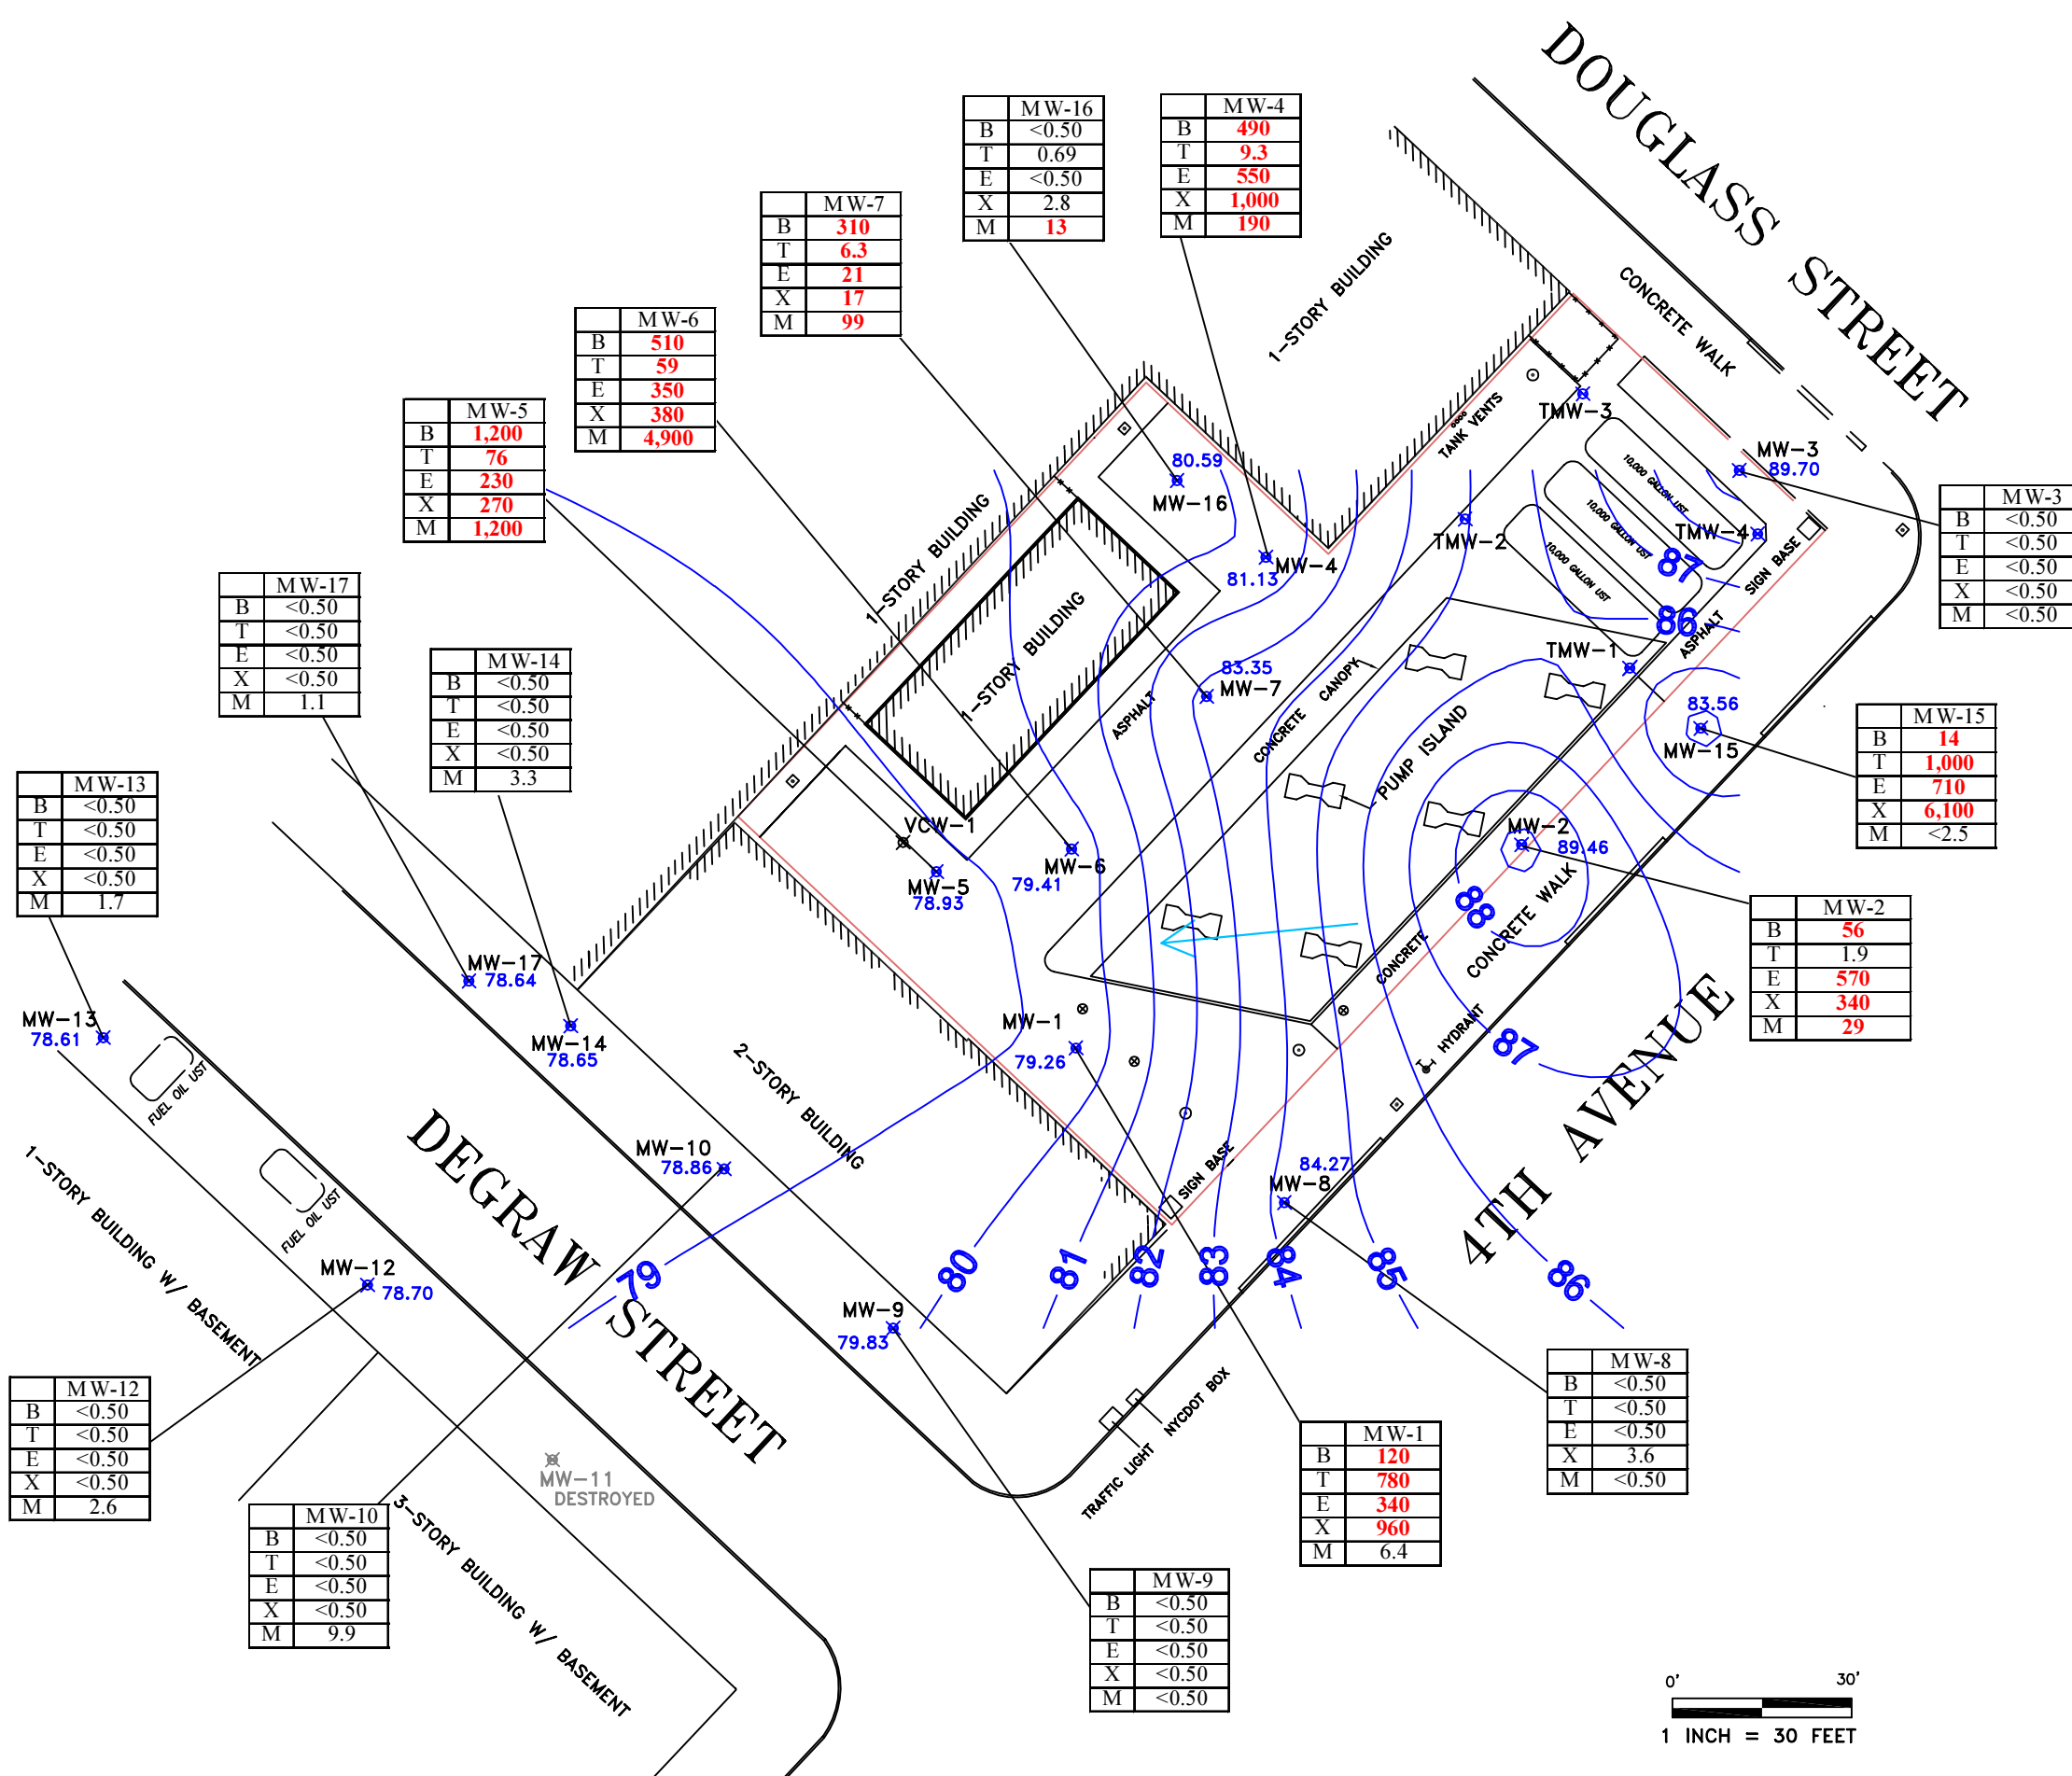 DOUGLASS STREET
CONCRETE WALK
MW-16
B <0.50
T 0.69
E <0.50
X 2.8
M 13
MW-4
B 490
T 9.3
E 550
X 1,000
M 190
MW-7
B 310
T 6.3
E 21
X 17
M 99
MW-6
B 510
T 59
E 350
X 380
M 4,900
MW-5
B 1,200
T 76
E 230
X 270
M 1,200
MW-17
B <0.50
T <0.50
E <0.50
X <0.50
M 1.1
MW-14
B <0.50
T <0.50
E <0.50
X <0.50
M 3.3
MW-13
B <0.50
T <0.50
E <0.50
X <0.50
M 1.7
MW-3
B <0.50
T <0.50
E <0.50
X <0.50
M <0.50
MW-15
B 14
T 1,000
E 710
X 6,100
M <2.5
MW-2
B 56
T 1.9
E 570
X 340
M 29
MW-8
B <0.50
T <0.50
E <0.50
X 3.6
M <0.50
MW-1
B 120
T 780
E 340
X 960
M 6.4
MW-9
B <0.50
T <0.50
E <0.50
X <0.50
M <0.50
MW-12
B <0.50
T <0.50
E <0.50
X <0.50
M 2.6
MW-10
B <0.50
T <0.50
E <0.50
X <0.50
M 9.9
1-STORY BUILDING
1-STORY BUILDING
1-STORY BUILDING
TANK VENTS
TMW-3
MW-3
89.70
10,000 GALLON UST
10,000 GALLON UST
10,000 GALLON UST
TMW-4
SIGN BASE
80.59
MW-16
TMW-2
MW-4
81.13
87
86
ASPHALT
TMW-1
83.35
MW-7
CANOPY
CONCRETE
ASPHALT
PUMP ISLAND
83.56
MW-15
VCW-1
MW-5
78.93
MW-6
79.41
MW-2
89.46
88
CONCRETE WALK
CONCRETE
MW-17
78.64
MW-13
78.61
MW-14
78.65
FUEL OIL UST
FUEL OIL UST
MW-1
79.26
HYDRANT
87
4TH AVENUE
2-STORY BUILDING
DEGRAW STREET
MW-10
78.86
SIGN BASE
84.27
MW-8
79
80
81
82
83
84
85
86
1-STORY BUILDING W/ BASEMENT
MW-12
78.70
MW-9
79.83
NYCDOT BOX
TRAFFIC LIGHT
MW-11
DESTROYED
3-STORY BUILDING W/ BASEMENT
0' 30'
1 INCH = 30 FEET